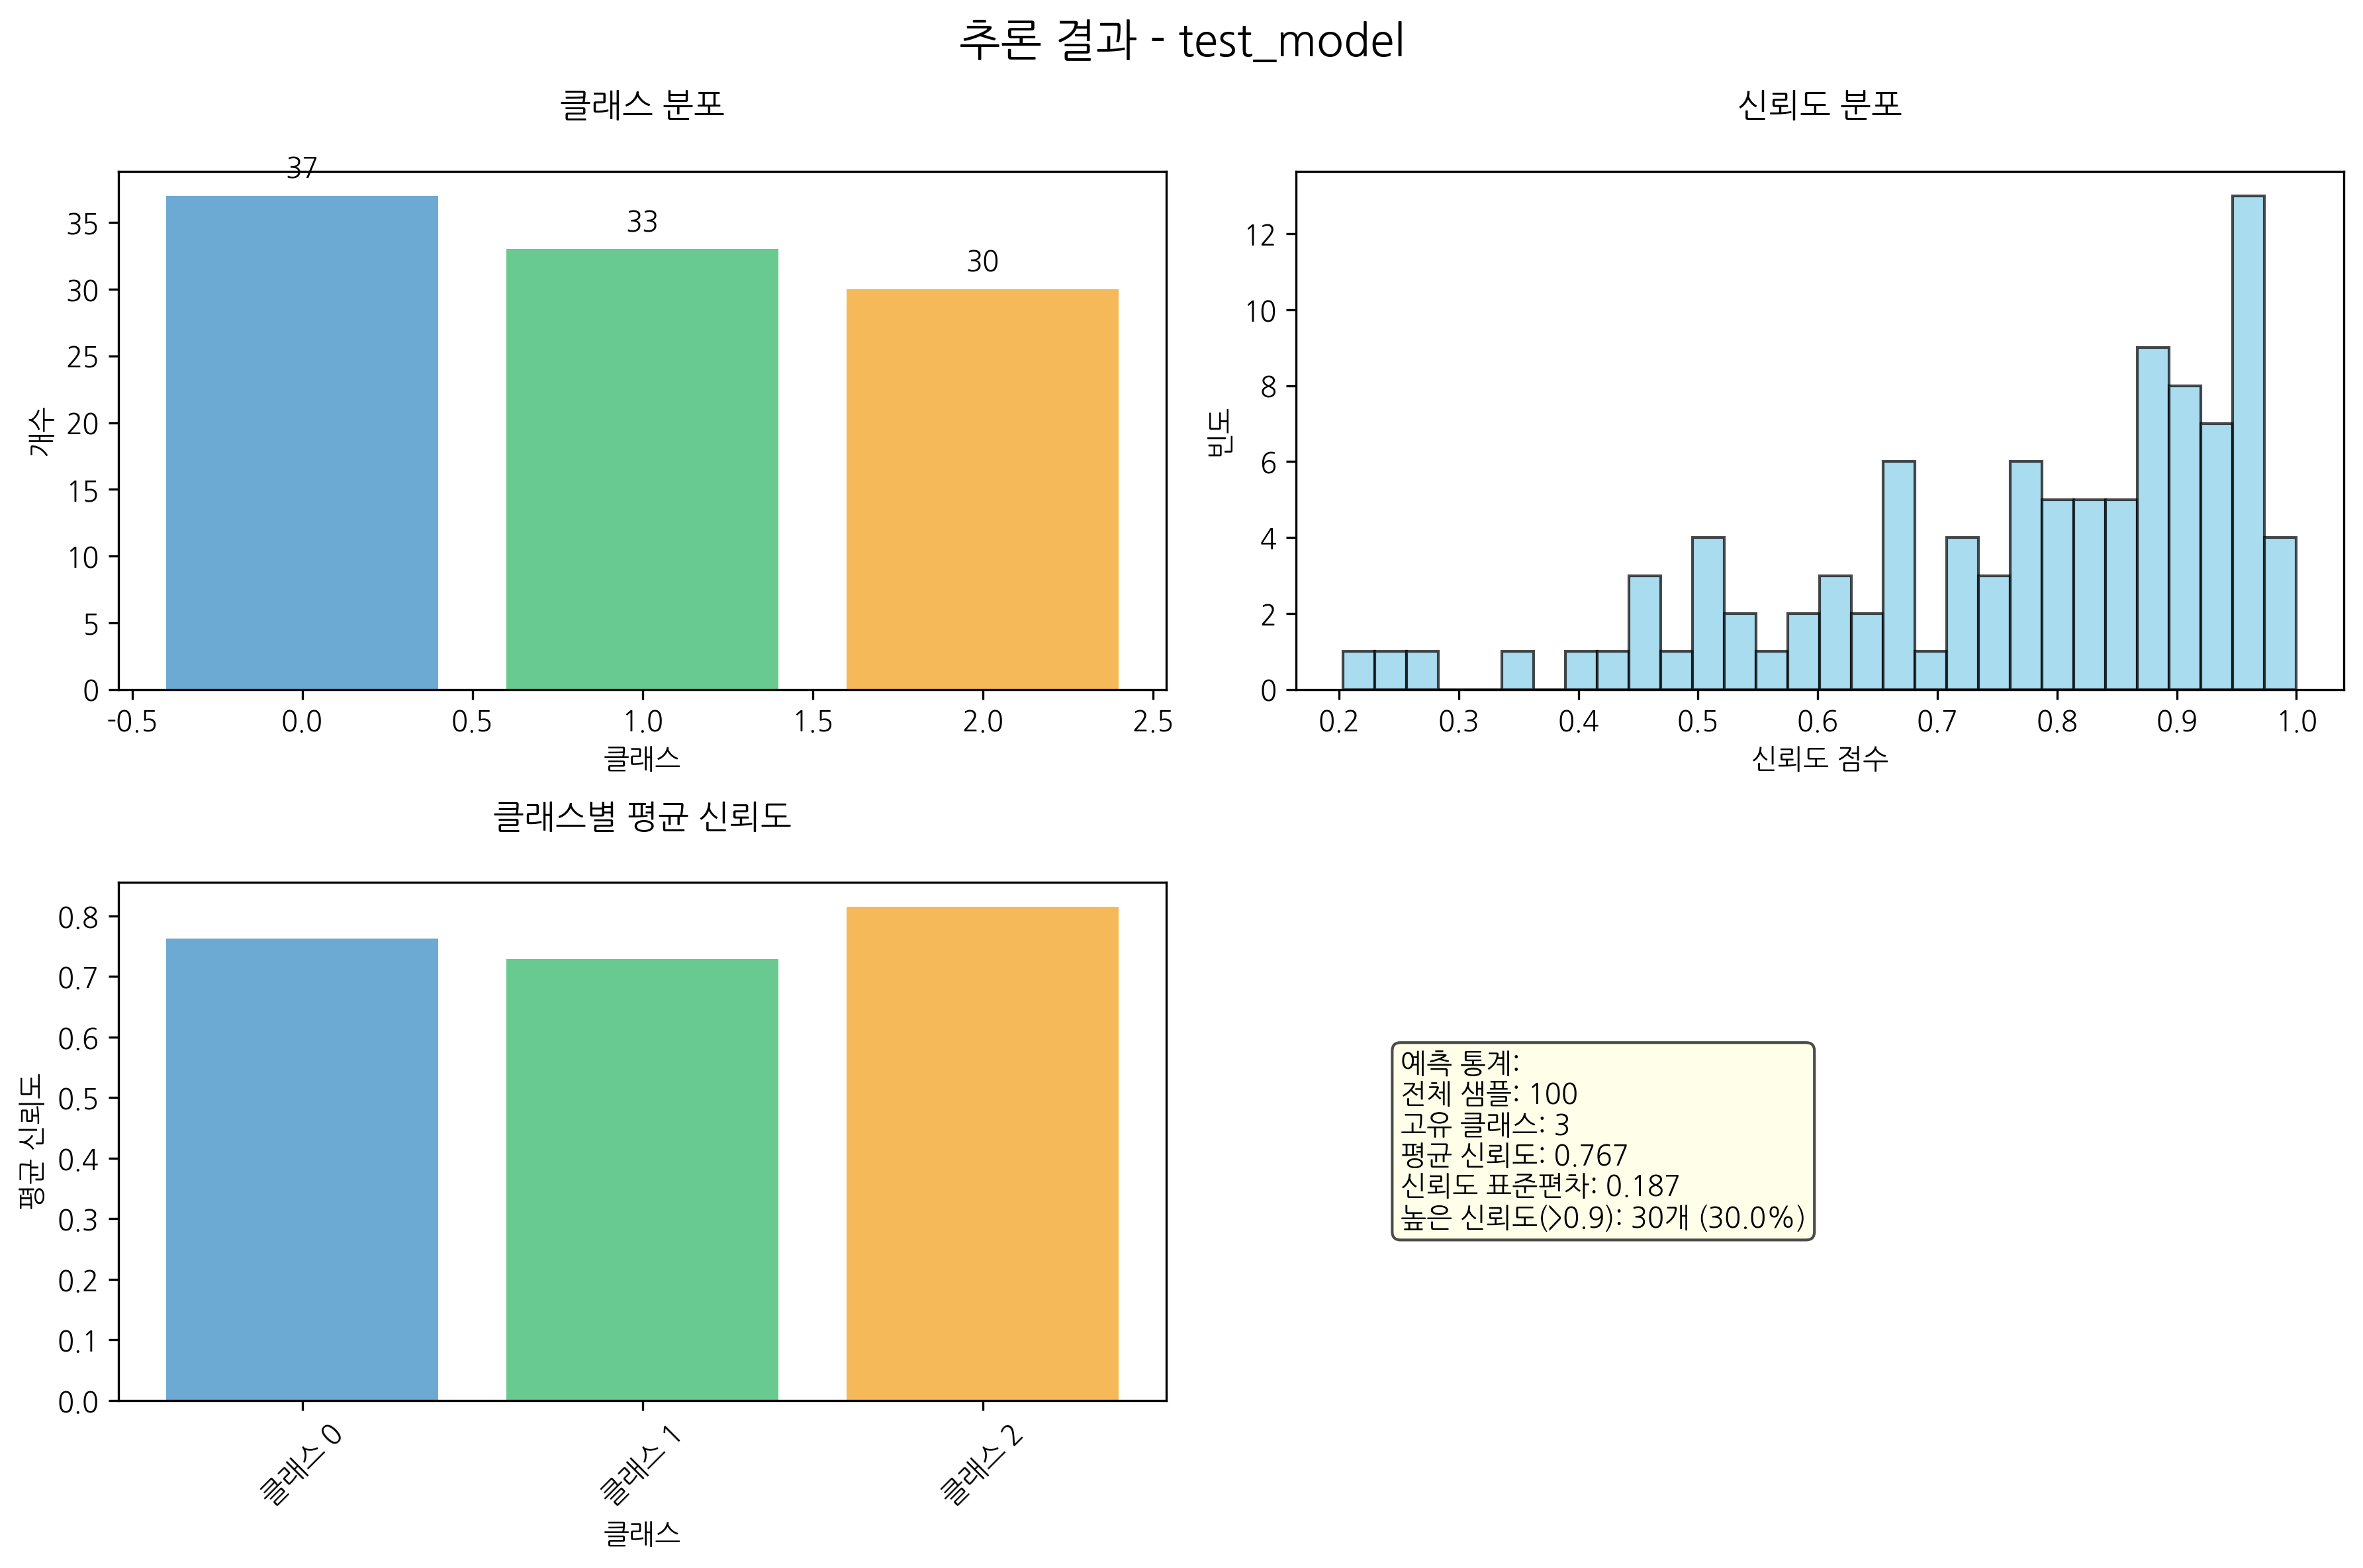 추론 결과 - test_model
클래스 분포
37
33
30
개수
35
30
25
20
15
10
5
0
-0.5 0.0 0.5 1.0 1.5 2.0 2.5
클래스
신뢰도 분포
빈도
12
10
8
6
4
2
0
0.2 0.3 0.4 0.5 0.6 0.7 0.8 0.9 1.0
신뢰도 점수
클래스별 평균 신뢰도
평균 신뢰도
0.8
0.7
0.6
0.5
0.4
0.3
0.2
0.1
0.0
클래스 0
클래스 1
클래스 2
클래스
예측 통계:
전체 샘플: 100
고유 클래스: 3
평균 신뢰도: 0.767
신뢰도 표준편차: 0.187
높은 신뢰도(>0.9): 30개 (30.0%)